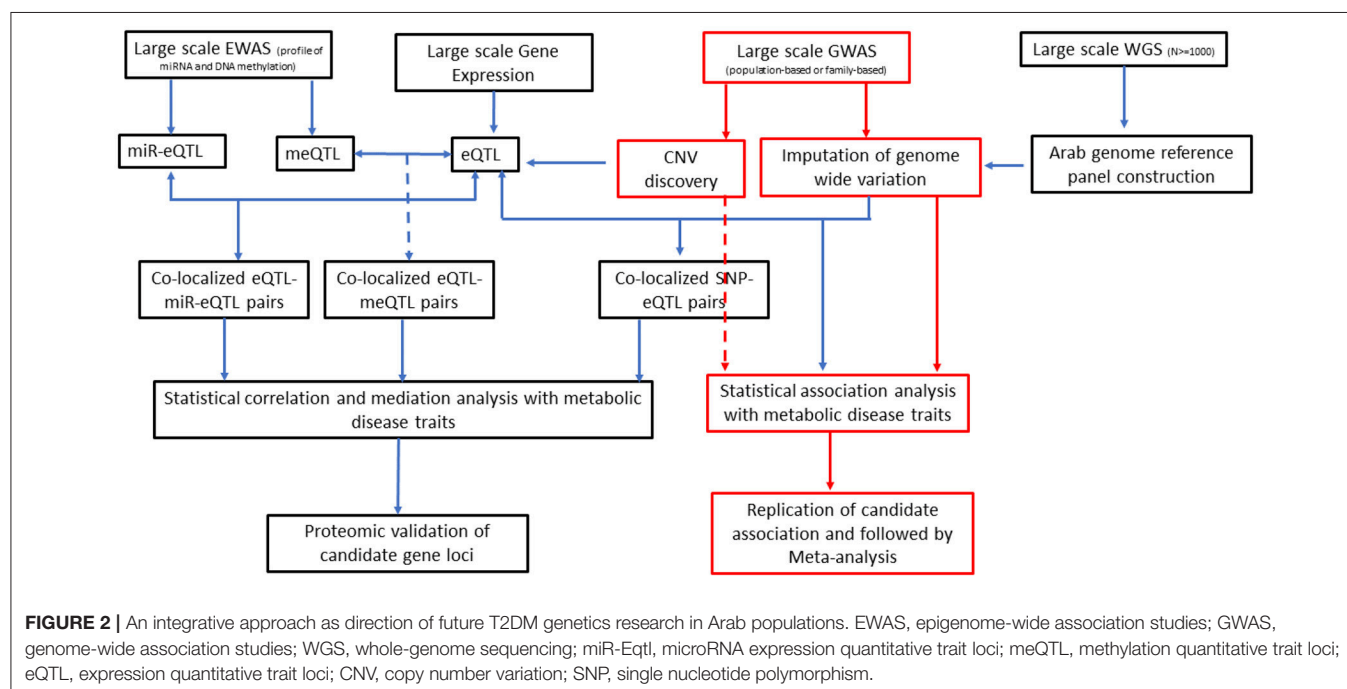 Large scale EWAS (profile of
miRNA and DNA methylation)
Large scale Gene
Expression
Large scale GWAS
(population-based or family-based)
Large scale WGS (N>=1000)
miR-eQTL
meQTL
eQTL
CNV
discovery
Imputation of genome
wide variation
Arab genome reference
panel construction
Co-localized eQTL-
miR-eQTL pairs
Co-localized eQTL-
meQTL pairs
Co-localized SNP-
eQTL pairs
Statistical correlation and mediation analysis with metabolic
disease traits
Statistical association analysis
with metabolic disease traits
Proteomic validation of
candidate gene loci
Replication of candidate
association and followed by
Meta-analysis
FIGURE 2 | An integrative approach as direction of future T2DM genetics research in Arab populations. EWAS, epigenome-wide association studies; GWAS,
genome-wide association studies; WGS, whole-genome sequencing; miR-Eqtl, microRNA expression quantitative trait loci; meQTL, methylation quantitative trait loci;
eQTL, expression quantitative trait loci; CNV, copy number variation; SNP, single nucleotide polymorphism.